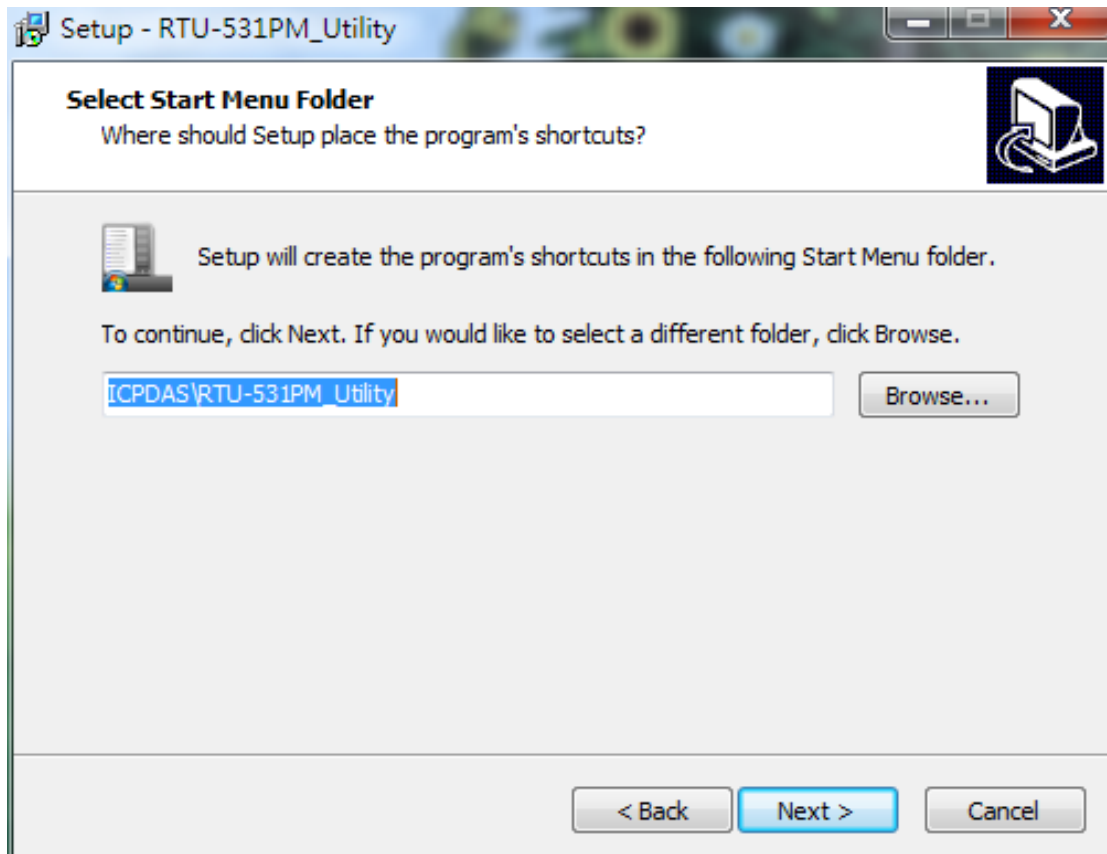 Setup - RTU-531PM_Utility
Select Start Menu Folder
Where should Setup place the program's shortcuts?
Setup will create the program's shortcuts in the following Start Menu folder.
To continue, click Next. If you would like to select a different folder, click Browse.
ICPDAS\RTU-531PM_Utility
Browse...
< Back
Next >
Cancel